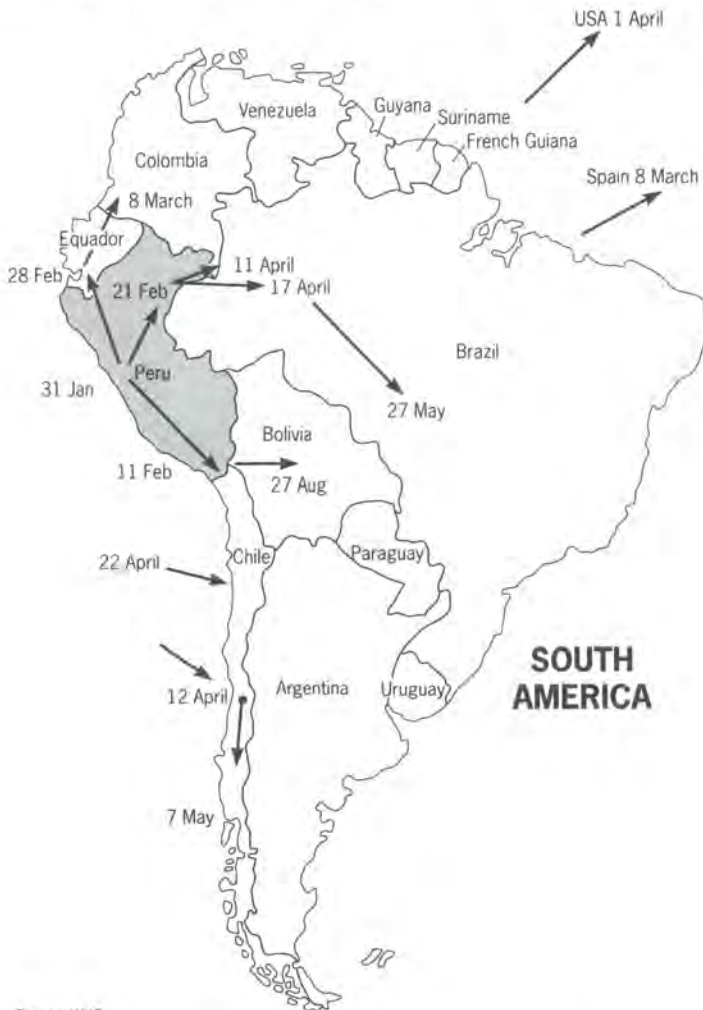 USA 1 April
Guyana
Suriname
Venezuela
French Guiana
Colombia
Spain 8 March
8 March
Equador
11 April
28 Feb
21 Feb
17 April
Brazil
Peru
31 Jan
27 May
Bolivia
11 Feb
27 Aug
Chile
Paraguay
22 April
SOUTH
AMERICA
12 April
Argentina
Uruguay
7 May